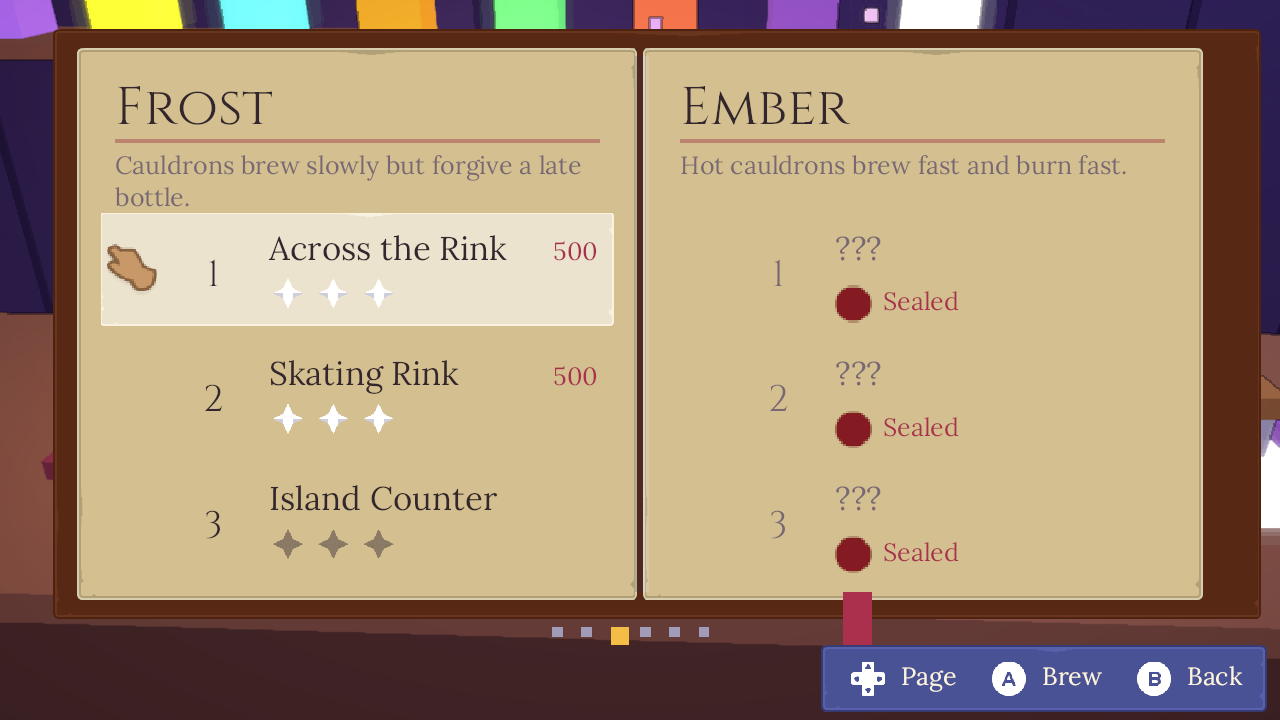 Frost
Cauldrons brew slowly but forgive a late
bottle.
1
Across the Rink
500
2
Skating Rink
500
3
Island Counter
Ember
Hot cauldrons brew fast and burn fast.
1
???
Sealed
2
???
Sealed
3
???
Sealed
Page
A
Brew
B
Back